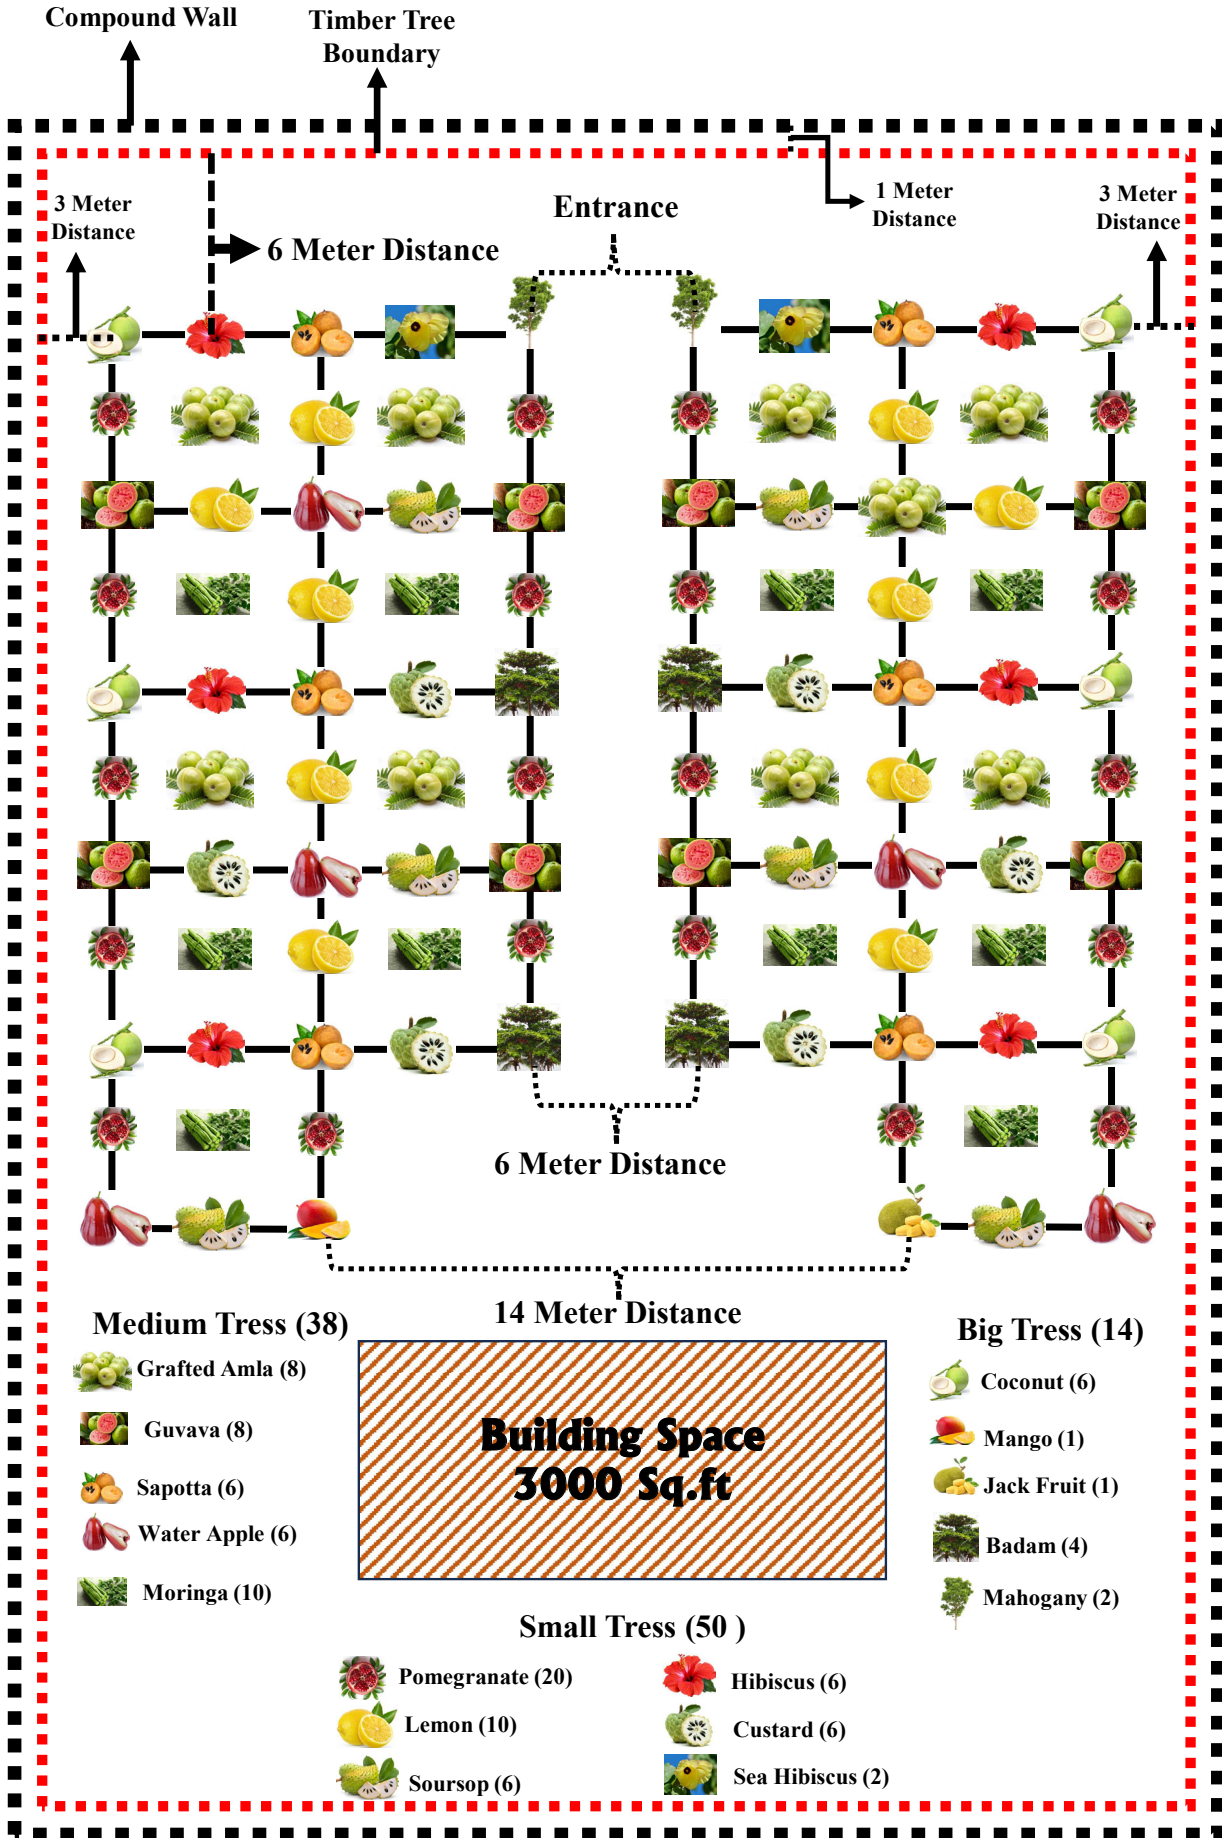 Compound Wall
Timber Tree
Boundary
3 Meter
Distance
6 Meter Distance
Entrance
1 Meter
Distance
3 Meter
Distance
6 Meter Distance
14 Meter Distance
Medium Tress (38)
Grafted Amla (8)
Guvava (8)
Sapotta (6)
Water Apple (6)
Moringa (10)
Building Space
3000 Sq.ft
Big Tress (14)
Coconut (6)
Mango (1)
Jack Fruit (1)
Badam (4)
Mahogany (2)
Small Tress (50 )
Pomegranate (20)
Lemon (10)
Soursop (6)
Hibiscus (6)
Custard (6)
Sea Hibiscus (2)